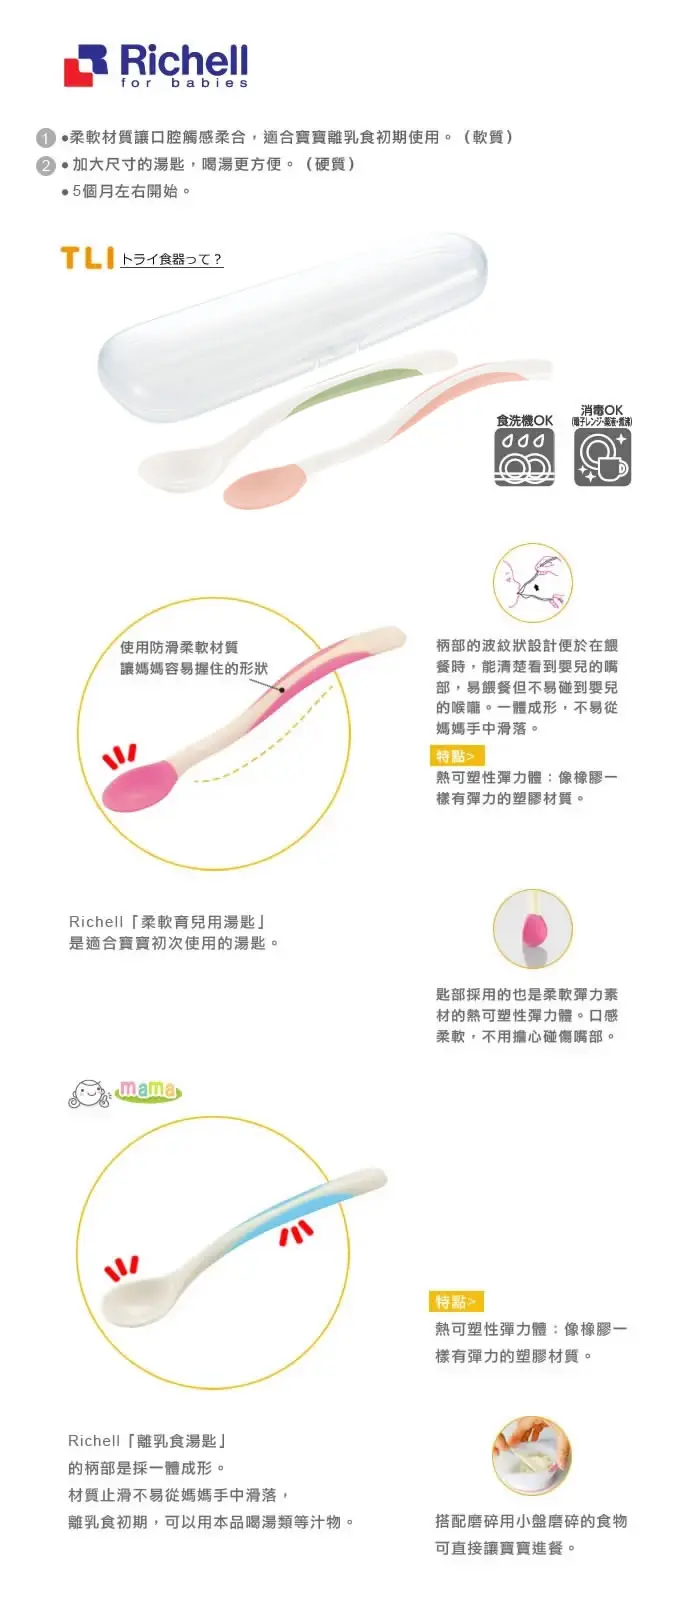 Richell
for babies
1 •柔軟材質讓口腔觸感柔合，適合寶寶離乳食初期使用。（軟質）
2 •加大尺寸的湯匙，喝湯更方便。（硬質）
•5個月左右開始。
TLI トライ食器って？
食洗機OK
消毒OK
(電子レンジ・薬液・煮沸)
使用防滑柔軟材質
讓媽媽容易握住的形狀
柄部的波紋狀設計便於在餵
餐時，能清楚看到嬰兒的嘴
部，易餵餐但不易碰到嬰兒
的喉嚨。一體成形，不易從
媽媽手中滑落。
特點>
熱可塑性彈力體：像橡膠一
樣有彈力的塑膠材質。
Richell「柔軟育兒用湯匙」
是適合寶寶初次使用的湯匙。
匙部採用的也是柔軟彈力素
材的熱可塑性彈力體。口感
柔軟，不用擔心碰傷嘴部。
mama
特點>
熱可塑性彈力體：像橡膠一
樣有彈力的塑膠材質。
Richell「離乳食湯匙」
的柄部是採一體成形。
材質止滑不易從媽媽手中滑落，
離乳食初期，可以用本品喝湯類等汁物。
搭配磨碎用小盤磨碎的食物
可直接讓寶寶進餐。